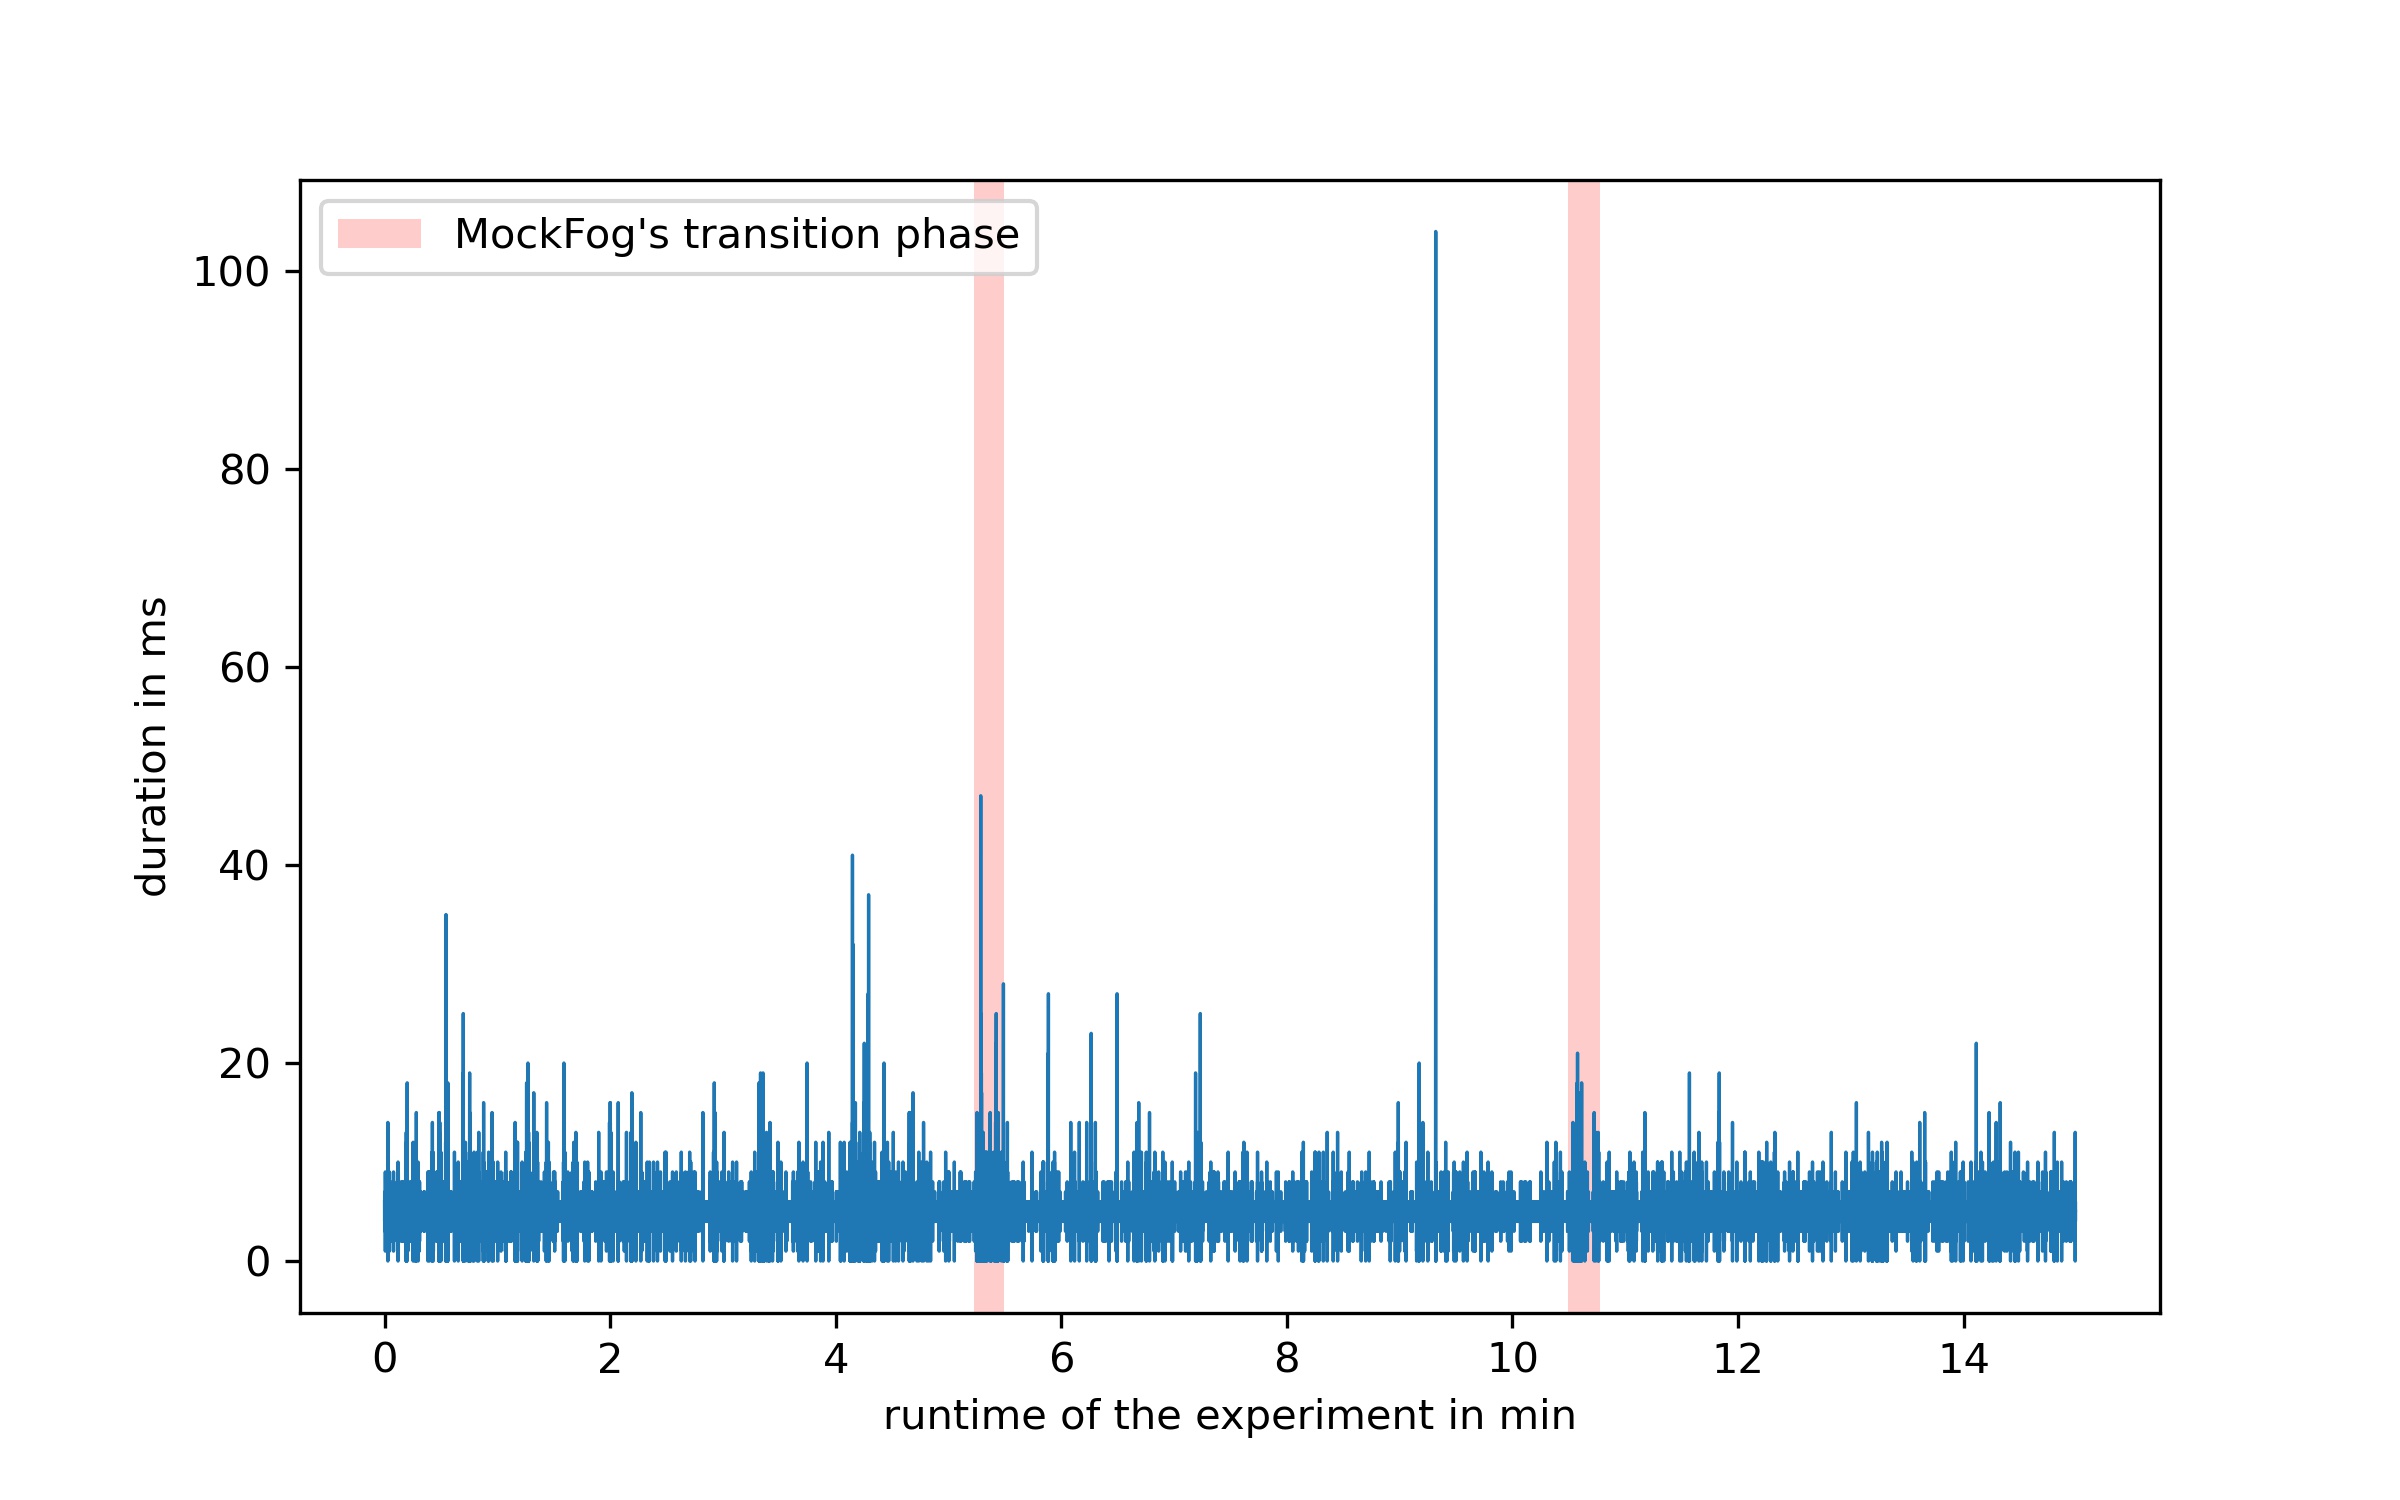 MockFog's transition phase
100
80
60
40
20
0
duration in ms
0 2 4 6 8 10 12 14
runtime of the experiment in min